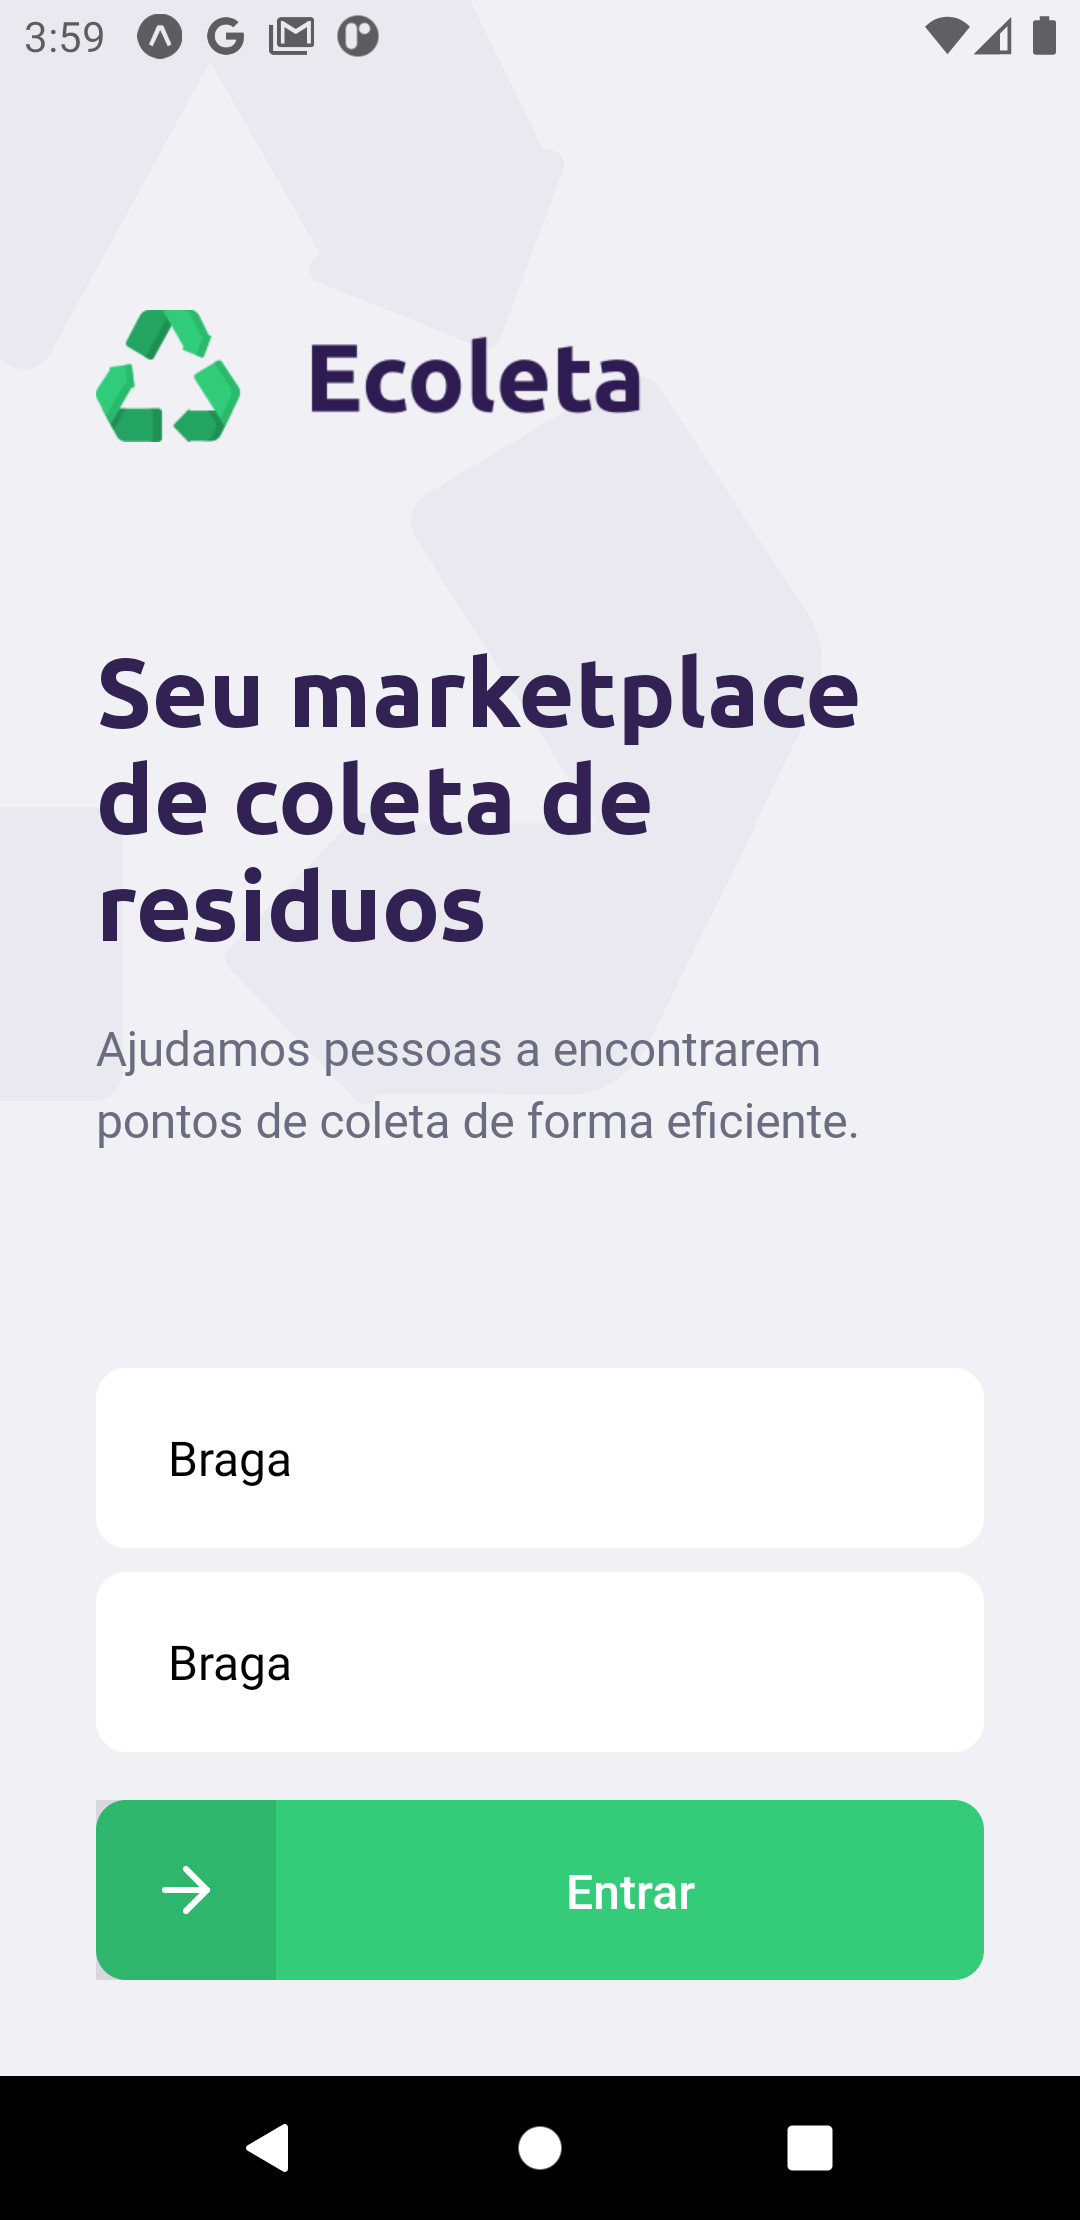 3:59
Ecoleta
Seu marketplace
de coleta de
residuos
Ajudamos pessoas a encontrarem
pontos de coleta de forma eficiente.
Braga
Braga
Entrar